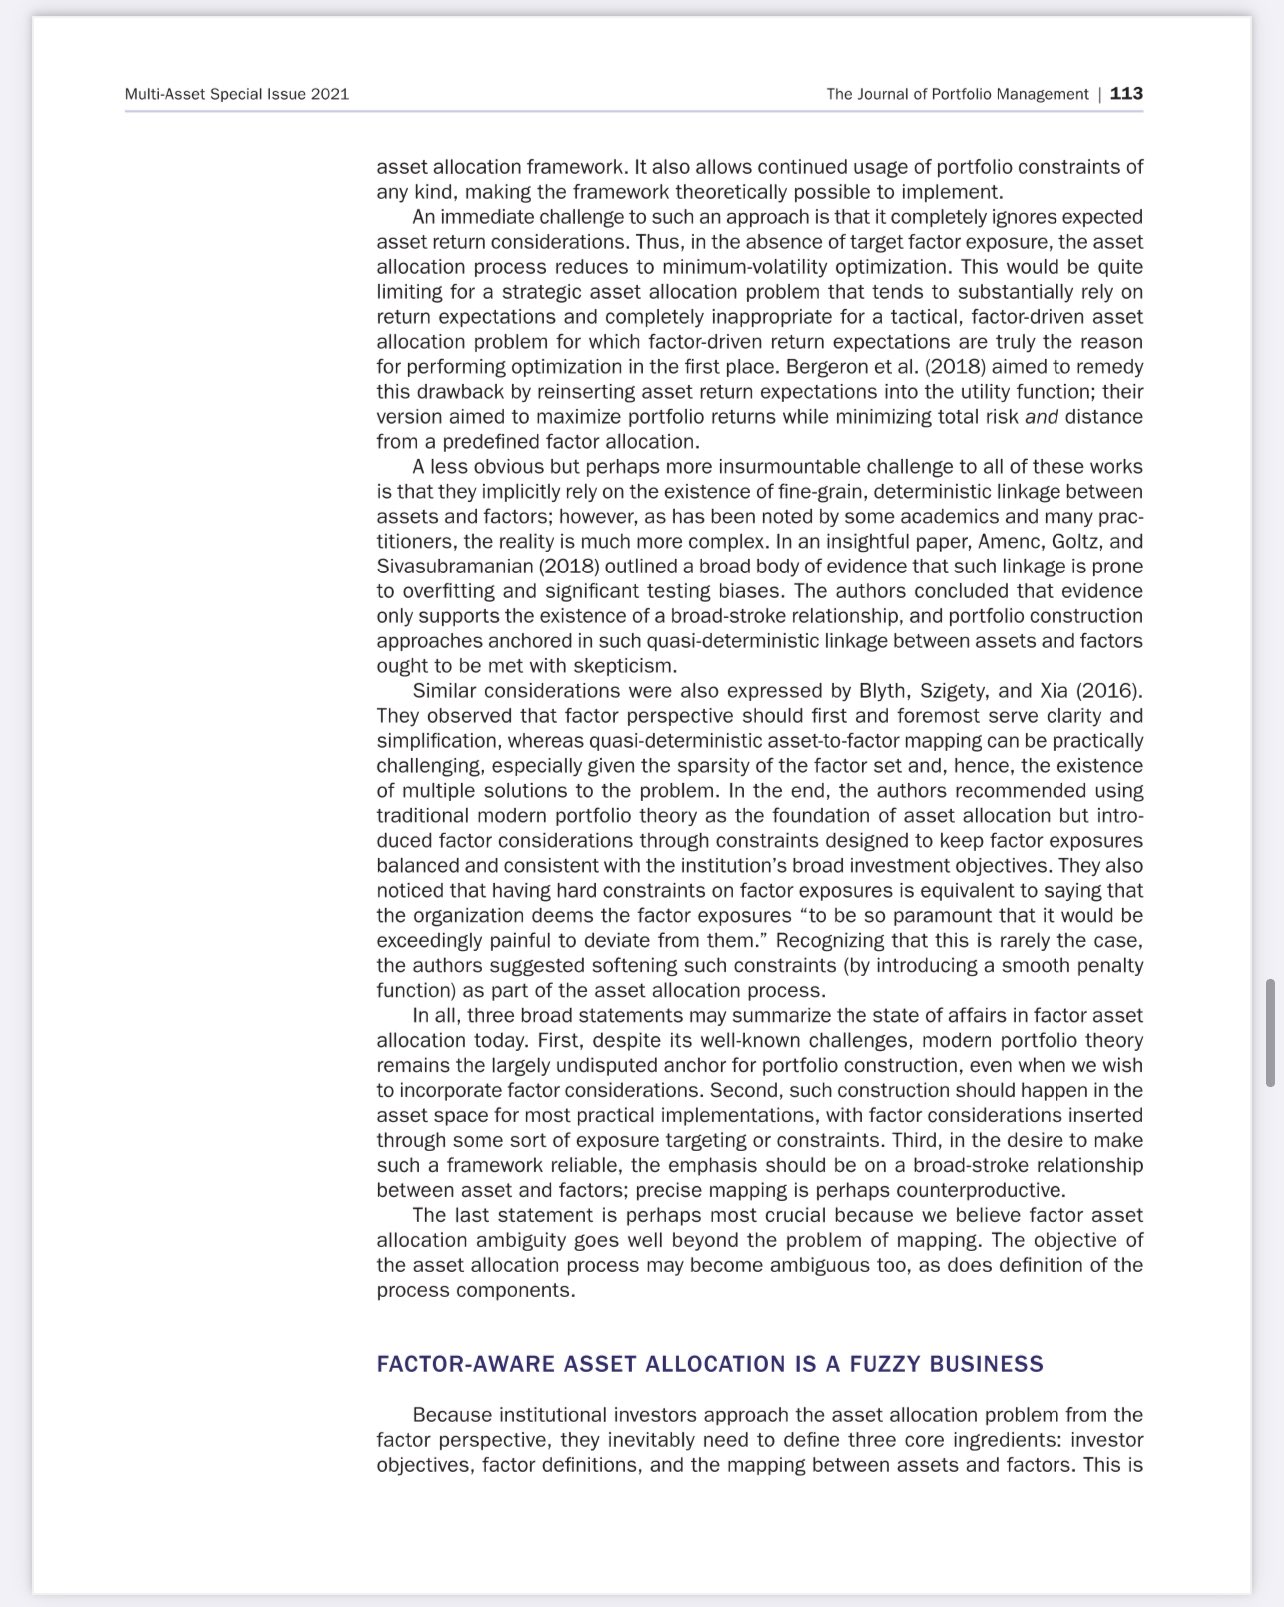 Multi-Asset Special Issue 2021
The Journal of Portfolio Management | 113
asset allocation framework. It also allows continued usage of portfolio constraints of
any kind, making the framework theoretically possible to implement.
An immediate challenge to such an approach is that it completely ignores expected
asset return considerations. Thus, in the absence of target factor exposure, the asset
allocation process reduces to minimum-volatility optimization. This would be quite
limiting for a strategic asset allocation problem that tends to substantially rely on
return expectations and completely inappropriate for a tactical, factor-driven asset
allocation problem for which factor-driven return expectations are truly the reason
for performing optimization in the first place. Bergeron et al. (2018) aimed to remedy
this drawback by reinserting asset return expectations into the utility function; their
version aimed to maximize portfolio returns while minimizing total risk and distance
from a predefined factor allocation.
A less obvious but perhaps more insurmountable challenge to all of these works
is that they implicitly rely on the existence of fine-grain, deterministic linkage between
assets and factors; however, as has been noted by some academics and many prac-
titioners, the reality is much more complex. In an insightful paper, Amenc, Goltz, and
Sivasubramanian (2018) outlined a broad body of evidence that such linkage is prone
to overfitting and significant testing biases. The authors concluded that evidence
only supports the existence of a broad-stroke relationship, and portfolio construction
approaches anchored in such quasi-deterministic linkage between assets and factors
ought to be met with skepticism.
Similar considerations were also expressed by Blyth, Szigety, and Xia (2016).
They observed that factor perspective should first and foremost serve clarity and
simplification, whereas quasi-deterministic asset-to-factor mapping can be practically
challenging, especially given the sparsity of the factor set and, hence, the existence
of multiple solutions to the problem. In the end, the authors recommended using
traditional modern portfolio theory as the foundation of asset allocation but intro-
duced factor considerations through constraints designed to keep factor exposures
balanced and consistent with the institution’s broad investment objectives. They also
noticed that having hard constraints on factor exposures is equivalent to saying that
the organization deems the factor exposures “to be so paramount that it would be
exceedingly painful to deviate from them.” Recognizing that this is rarely the case,
the authors suggested softening such constraints (by introducing a smooth penalty
function) as part of the asset allocation process.
In all, three broad statements may summarize the state of affairs in factor asset
allocation today. First, despite its well-known challenges, modern portfolio theory
remains the largely undisputed anchor for portfolio construction, even when we wish
to incorporate factor considerations. Second, such construction should happen in the
asset space for most practical implementations, with factor considerations inserted
through some sort of exposure targeting or constraints. Third, in the desire to make
such a framework reliable, the emphasis should be on a broad-stroke relationship
between asset and factors; precise mapping is perhaps counterproductive.
The last statement is perhaps most crucial because we believe factor asset
allocation ambiguity goes well beyond the problem of mapping. The objective of
the asset allocation process may become ambiguous too, as does definition of the
process components.
FACTOR-AWARE ASSET ALLOCATION IS A FUZZY BUSINESS
Because institutional investors approach the asset allocation problem from the
factor perspective, they inevitably need to define three core ingredients: investor
objectives, factor definitions, and the mapping between assets and factors. This is